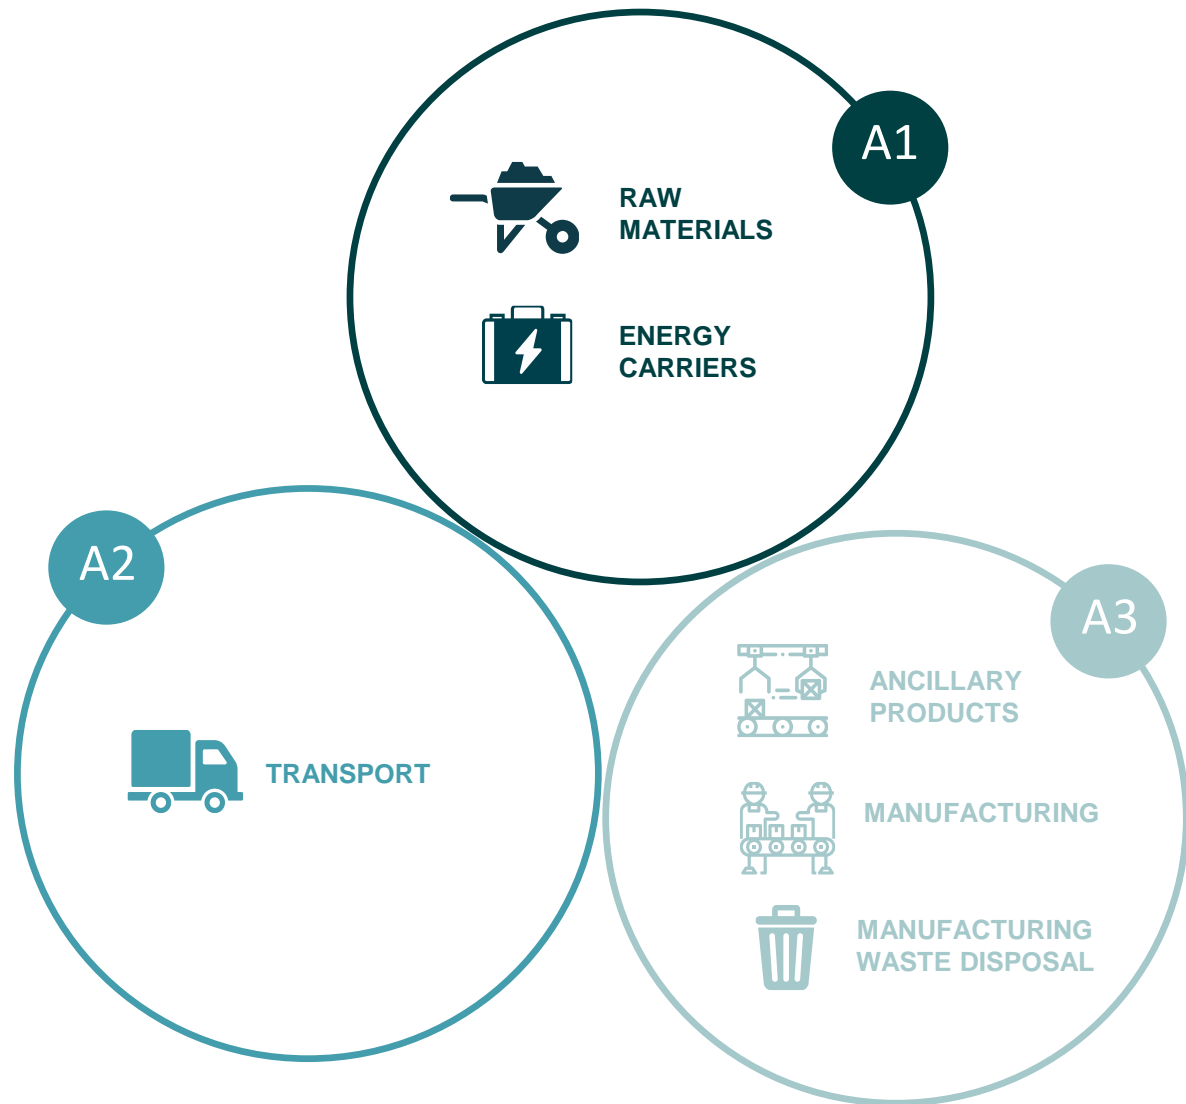 A1
RAW
MATERIALS
ENERGY
CARRIERS
A2
TRANSPORT
A3
ANCILLARY
PRODUCTS
MANUFACTURING
MANUFACTURING
WASTE DISPOSAL